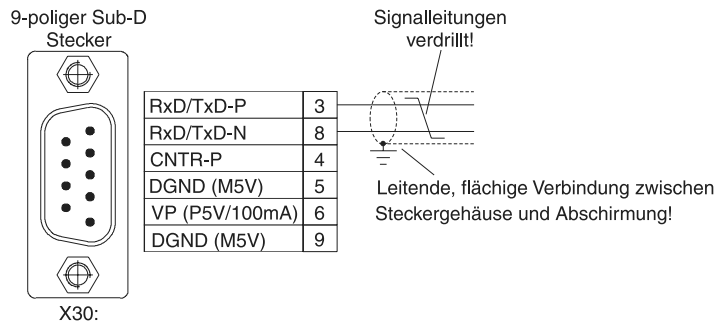 9-poliger Sub-D
Stecker
Signalleitungen
verdrillt!
RxD/TxD-P 3
RxD/TxD-N 8
CNTR-P 4
DGND (M5V) 5
VP (P5V/100mA) 6
DGND (M5V) 9
Leitende, flächige Verbindung zwischen
Steckergehäuse und Abschirmung!
X30: